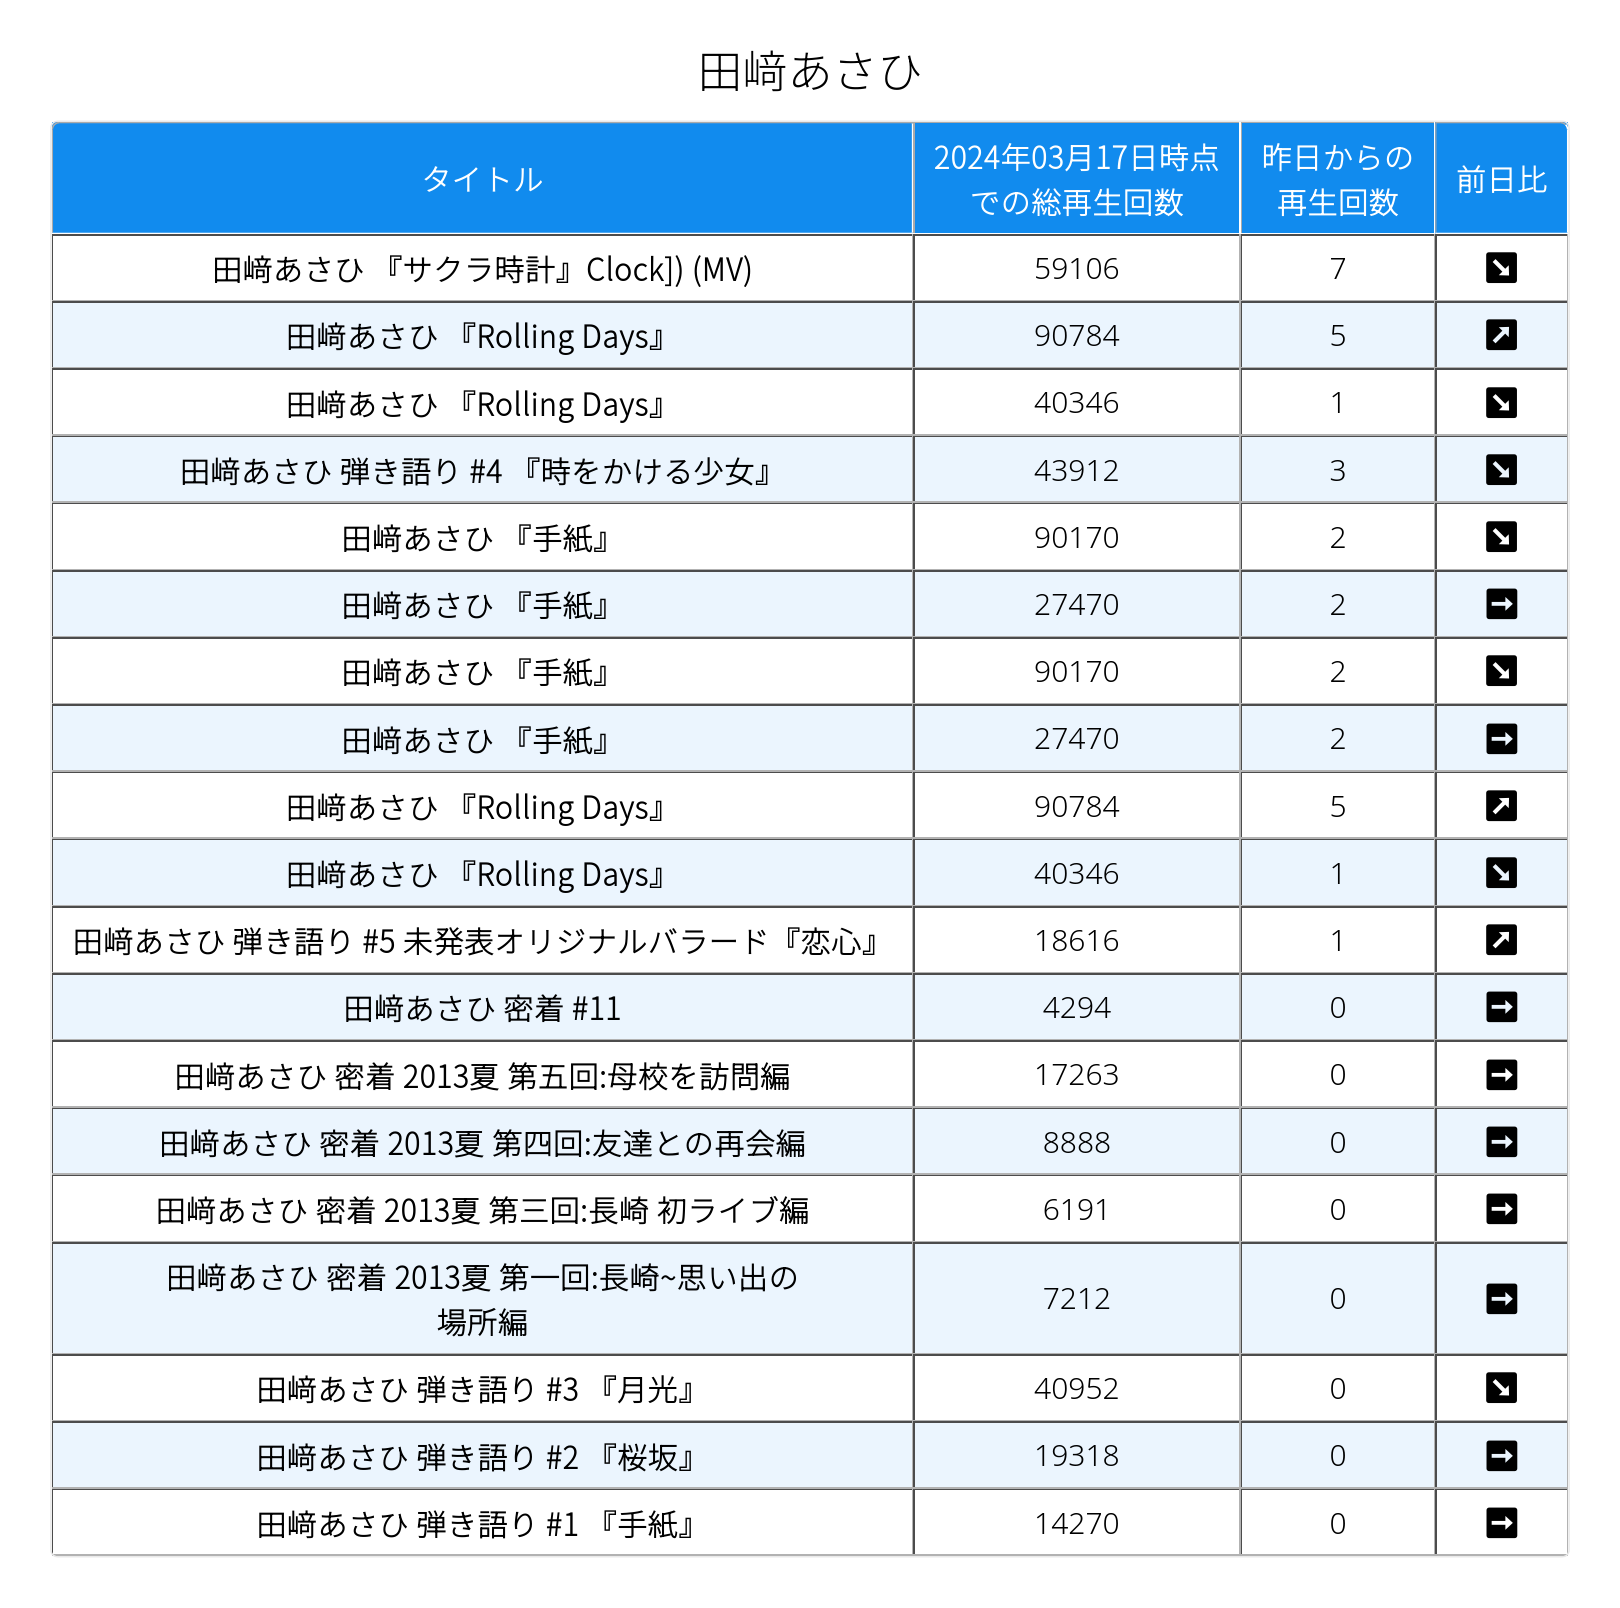 田﨑あさひ
タイトル
2024年03月17日時点
での総再生回数
昨日からの
再生回数
前日比
田﨑あさひ 『サクラ時計』Clock]) (MV) 59106 7 ↘
田﨑あさひ 『Rolling Days』 90784 5 ↗
田﨑あさひ 『Rolling Days』 40346 1 ↘
田﨑あさひ 弾き語り #4 『時をかける少女』 43912 3 ↘
田﨑あさひ 『手紙』 90170 2 ↘
田﨑あさひ 『手紙』 27470 2 →
田﨑あさひ 『手紙』 90170 2 ↘
田﨑あさひ 『手紙』 27470 2 →
田﨑あさひ 『Rolling Days』 90784 5 ↗
田﨑あさひ 『Rolling Days』 40346 1 ↘
田﨑あさひ 弾き語り #5 未発表オリジナルバラード『恋心』 18616 1 ↗
田﨑あさひ 密着 #11 4294 0 →
田﨑あさひ 密着 2013夏 第五回:母校を訪問編 17263 0 →
田﨑あさひ 密着 2013夏 第四回:友達との再会編 8888 0 →
田﨑あさひ 密着 2013夏 第三回:長崎 初ライブ編 6191 0 →
田﨑あさひ 密着 2013夏 第一回:長崎~思い出の
場所編 7212 0 →
田﨑あさひ 弾き語り #3 『月光』 40952 0 ↘
田﨑あさひ 弾き語り #2 『桜坂』 19318 0 →
田﨑あさひ 弾き語り #1 『手紙』 14270 0 →